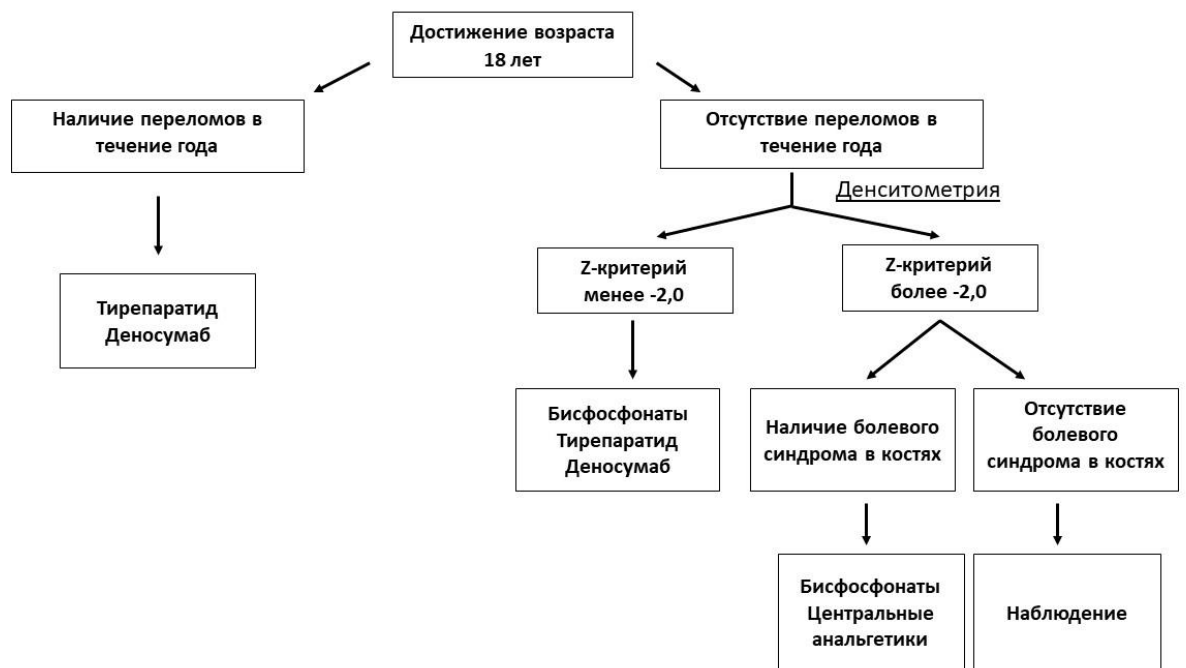 Достижение возраста
18 лет
Наличие переломов в
течение года
Отсутствие переломов в
течение года
Денситометрия
Z-критерий
менее -2,0
Z-критерий
более -2,0
Тирепаратид
Деносумаб
Бисфосфонаты
Тирепаратид
Деносумаб
Наличие болевого
синдрома в костях
Отсутствие
болевого
синдрома в костях
Бисфосфонаты
Центральные
анальгетики
Наблюдение